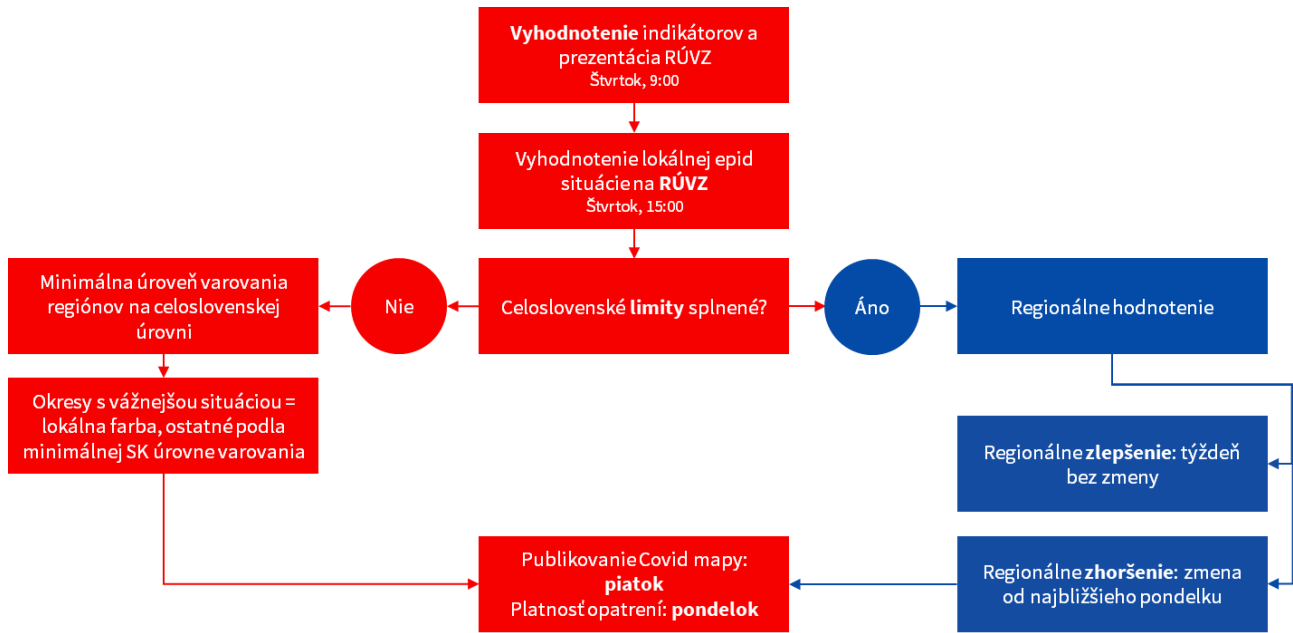 Vyhodnotenie indikátorov a
prezentácia RÚVZ
Štvrtok, 9:00
Vyhodnotenie lokálnej epid
situácie na RÚVZ
Štvrtok, 15:00
Minimálna úroveň varovania
regiónov na celoslovenskej
úrovni
Nie
Celoslovenské limity splnené?
Áno
Regionálne hodnotenie
Okresy s vážnejšou situáciou =
lokálna farba, ostatné podla
minimálnej SK úrovne varovania
Regionálne zlepšenie: týždeň
bez zmeny
Publikovanie Covid mapy:
piatok
Platnosť opatrení: pondelok
Regionálne zhoršenie: zmena
od najbližšieho pondelku